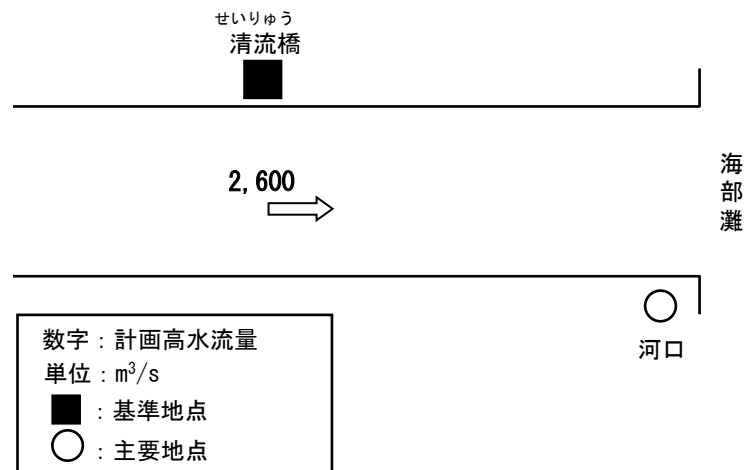 せいりゅう
清流橋
2,600
海部灘
河口
数字：計画高水流量
単位：m³/s
■：基準地点
○：主要地点